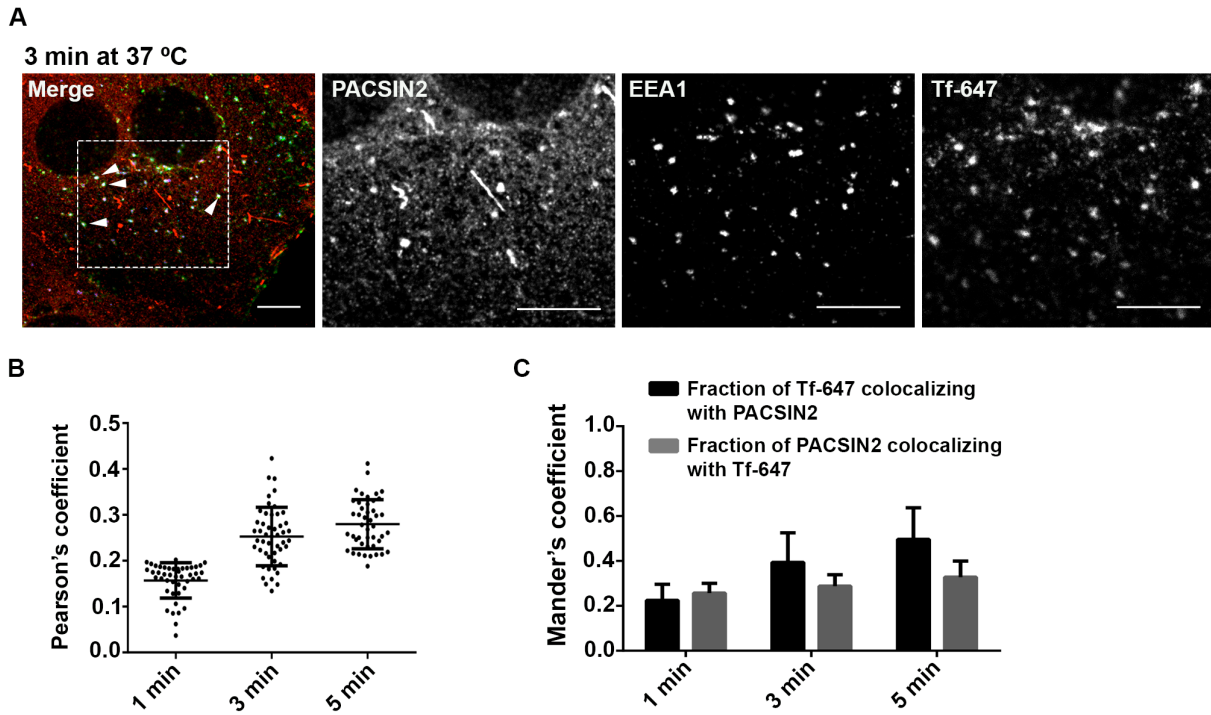 A
3 min at 37 ºC
Merge
PACSIN2
EEA1
Tf-647
B
Pearson's coefficient
0.5
0.4
0.3
0.2
0.1
0.0
1 min
3 min
5 min
C
Fraction of Tf-647 colocalizing
with PACSIN2
Fraction of PACSIN2 colocalizing
with Tf-647
Mander's coefficient
1.0
0.8
0.6
0.4
0.2
0.0
1 min
3 min
5 min